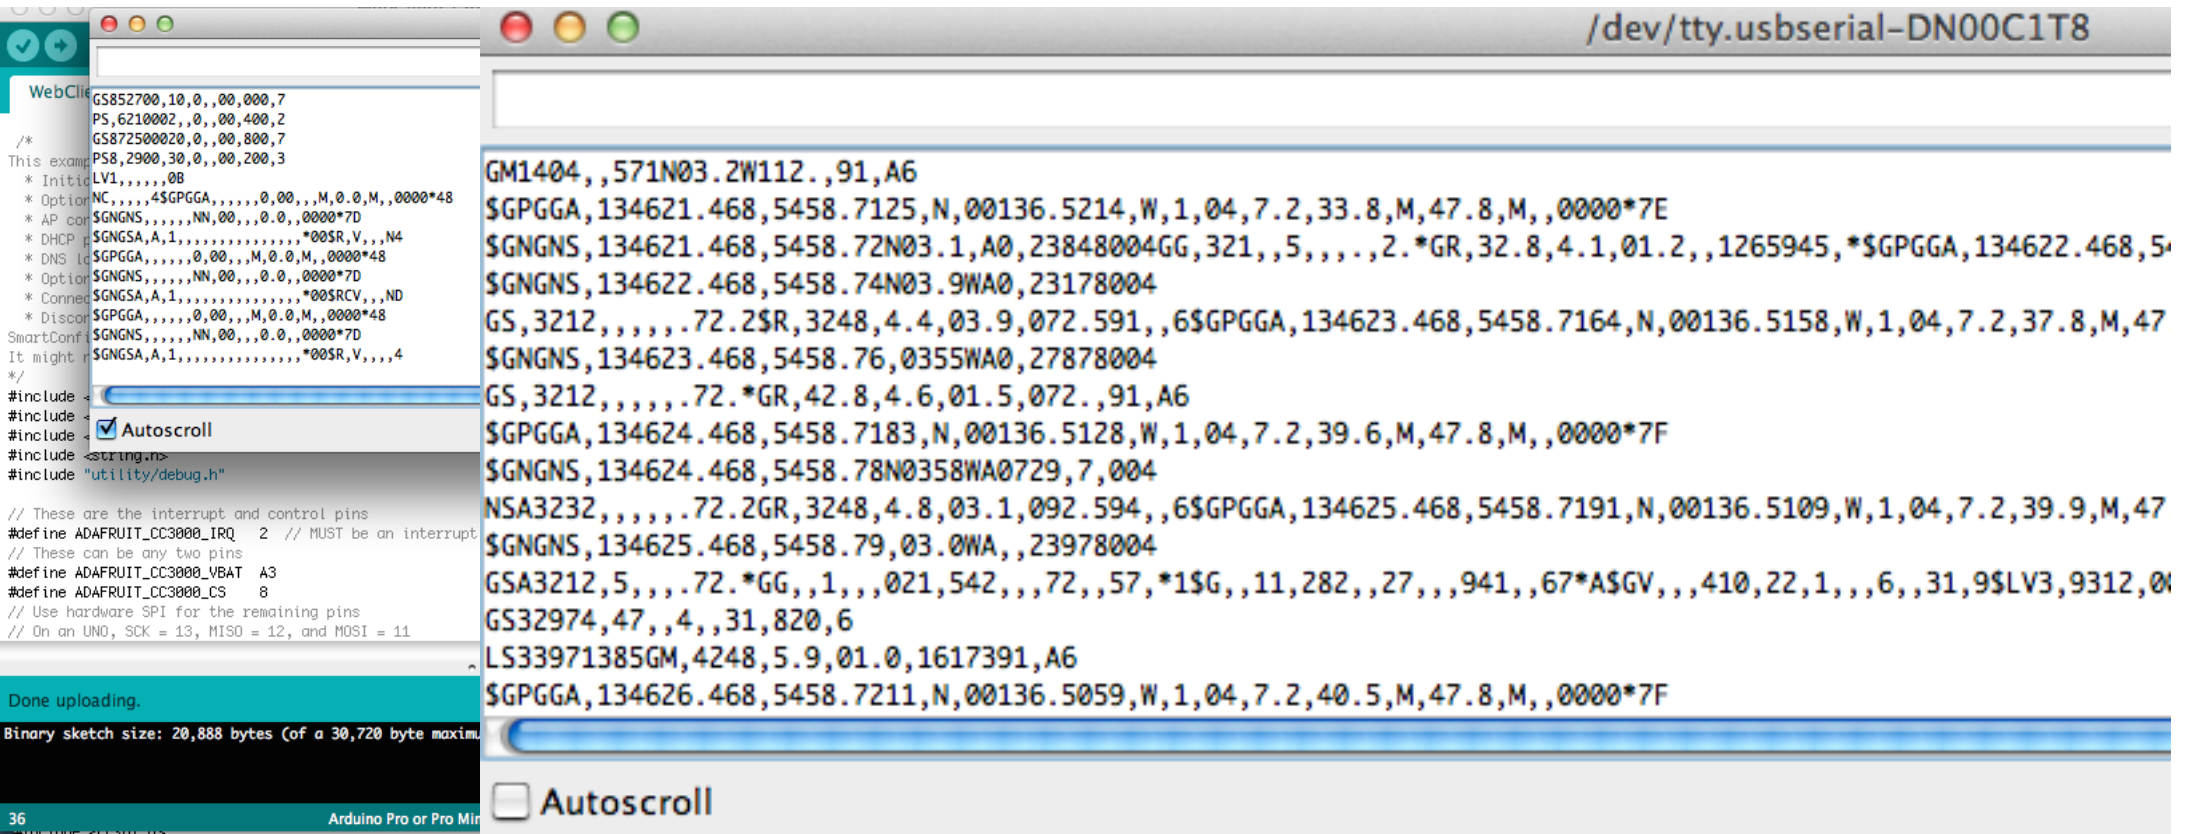 WebClie
/*
This examp
* Initia
* Option
* AP con
* DHCP p
* DNS lo
* Option
* Connec
* Discon
SmartConfi
It might n
*/
#include <
#include <
#include <
#include <string.h>
#include "utility/debug.h"
// These are the interrupt and control pins
#define ADAFRUIT_CC3000_IRQ 2 // MUST be an interrupt
// These can be any two pins
#define ADAFRUIT_CC3000_VBAT A3
#define ADAFRUIT_CC3000_CS 8
// Use hardware SPI for the remaining pins
// On an UNO, SCK = 13, MISO = 12, and MOSI = 11
Done uploading.
Binary sketch size: 20,888 bytes (of a 30,720 byte maximu
36
Arduino Pro or Pro Min
GS852700,10,0,,00,000,7
PS,6210002,,0,,00,400,2
GS872500020,0,,00,800,7
PS8,2900,30,0,,00,200,3
LV1,,,,,,0B
NC,,,,,4$GPGGA,,,,,,0,00,,,M,0.0,M,,0000*48
$GNGNS,,,,,,NN,00,,,0.0,,0000*7D
$GNGSA,A,1,,,,,,,,,,,,,,,*00$R,V,,,N4
$GPGGA,,,,,,0,00,,,M,0.0,M,,0000*48
$GNGNS,,,,,,NN,00,,,0.0,,0000*7D
$GNGSA,A,1,,,,,,,,,,,,,,,*00$RCV,,,ND
$GPGGA,,,,,,0,00,,,M,0.0,M,,0000*48
$GNGNS,,,,,,NN,00,,,0.0,,0000*7D
$GNGSA,A,1,,,,,,,,,,,,,,,*00$R,V,,,,4
Autoscroll
/dev/tty.usbserial-DN00C1T8
GM1404,,571N03.2W112.,91,A6
$GPGGA,134621.468,5458.7125,N,00136.5214,W,1,04,7.2,33.8,M,47.8,M,,0000*7E
$GNGNS,134621.468,5458.72N03.1,A0,23848004GG,321,,5,,,.,2.*GR,32.8,4.1,01.2,,1265945,*$GPGGA,134622.468,54
$GNGNS,134622.468,5458.74N03.9WA0,23178004
GS,3212,,,,,,.72.2$R,3248,4.4,03.9,072.591,,6$GPGGA,134623.468,5458.7164,N,00136.5158,W,1,04,7.2,37.8,M,47
$GNGNS,134623.468,5458.76,0355WA0,27878004
GS,3212,,,,,,.72.*GR,42.8,4.6,01.5,072.,91,A6
$GPGGA,134624.468,5458.7183,N,00136.5128,W,1,04,7.2,39.6,M,47.8,M,,0000*7F
$GNGNS,134624.468,5458.78N0358WA0729,7,004
NSA3232,,,,,,.72.2GR,3248,4.8,03.1,092.594,,6$GPGGA,134625.468,5458.7191,N,00136.5109,W,1,04,7.2,39.9,M,47
$GNGNS,134625.468,5458.79,03.0WA,,23978004
GSA3212,5,,,,.72.*GG,,1,,,021,542,,,72,,57,*1$G,,11,282,,27,,,941,,67*A$GV,,,410,22,1,,,6,,31,9$LV3,9312,00
GS32974,47,,4,,31,820,6
LS33971385GM,4248,5.9,01.0,1617391,A6
$GPGGA,134626.468,5458.7211,N,00136.5059,W,1,04,7.2,40.5,M,47.8,M,,0000*7F
Autoscroll